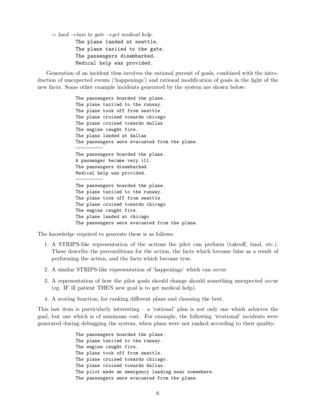 = land →taxi to gate →get medical help.
The plane landed at seattle.
The plane taxiied to the gate.
The passengers disembarked.
Medical help was provided.
Generation of an incident thus involves the rational pursuit of goals, combined with the intro-
duction of unexpected events ('happenings') and rational modification of goals in the light of the
new facts. Some other example incidents generated by the system are shown below:
The passengers boarded the plane.
The plane taxiied to the runway.
The plane took off from seattle
The plane cruised towards chicago
The plane cruised towards dallas
The engine caught fire.
The plane landed at dallas
The passengers were evacuated from the plane.
----------
The passengers boarded the plane.
A passenger became very ill.
The passengers disembarked.
Medical help was provided.
----------
The passengers boarded the plane.
The plane taxiied to the runway.
The plane took off from seattle
The plane cruised towards chicago
The engine caught fire.
The plane landed at chicago
The passengers were evacuated from the plane.
The knowledge required to generate these is as follows:
1. A STRIPS-like representation of the actions the pilot can perform (takeoff, land, etc.).
These describe the preconditions for the action, the facts which become false as a result of
performing the action, and the facts which become true.
2. A similar STRIPS-like representation of 'happenings' which can occur.
3. A representation of how the pilot goals should change should something unexpected occur
(eg. IF ill patient THEN new goal is to get medical help).
4. A scoring function, for ranking different plans and choosing the best.
This last item is particularly interesting – a 'rational' plan is not only one which achieves the
goal, but one which is of minimum cost. For example, the following 'irrational' incidents were
generated during debugging the system, when plans were not ranked according to their quality:
The passengers boarded the plane.
The plane taxiied to the runway.
The engine caught fire.
The plane took off from seattle.
The plane cruised towards chicago.
The plane cruised towards dallas.
The pilot made an emergency landing near somewhere.
The passengers were evacuated from the plane.
6